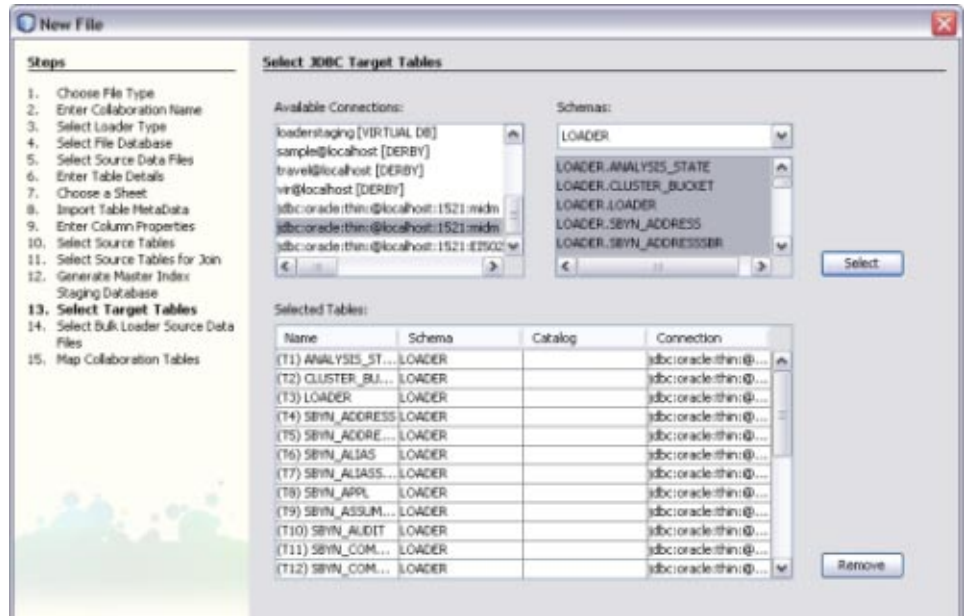 New File
Steps
1. Choose File Type
2. Enter Collaboration Name
3. Select Loader Type
4. Select File Database
5. Select Source Data Files
6. Enter Table Details
7. Choose a Sheet
8. Import Table MetaData
9. Enter Column Properties
10. Select Source Tables
11. Select Source Tables for Join
12. Generate Master Index
Staging Database
13. Select Target Tables
14. Select Bulk Loader Source Data
Files
15. Map Collaboration Tables
Select JDBC Target Tables
Available Connections:
loaderstaging [VIRTUAL DB]
sample@localhost [DERBY]
travel@localhost [DERBY]
vir@localhost [DERBY]
jdbc:oracle:thin:@localhost:1521:midm
jdbc:oracle:thin:@localhost:1521:midm
jdbc:oracle:thin:@localhost:1521:EI502
Schemas:
LOADER
LOADER.ANALYSIS_STATE
LOADER.CLUSTER_BUCKET
LOADER.LOADER
LOADER.SBYN_ADDRESS
LOADER.SBYN_ADDRESSSBR
Select
Selected Tables:
Name Schema Catalog Connection
(T1) ANALYSIS_ST... LOADER jdbc:oracle:thin:@...
(T2) CLUSTER_BU... LOADER jdbc:oracle:thin:@...
(T3) LOADER LOADER jdbc:oracle:thin:@...
(T4) SBYN_ADDRESS LOADER jdbc:oracle:thin:@...
(T5) SBYN_ADDRE... LOADER jdbc:oracle:thin:@...
(T6) SBYN_ALIAS LOADER jdbc:oracle:thin:@...
(T7) SBYN_ALIASS... LOADER jdbc:oracle:thin:@...
(T8) SBYN_APPL LOADER jdbc:oracle:thin:@...
(T9) SBYN_ASSUM... LOADER jdbc:oracle:thin:@...
(T10) SBYN_AUDIT LOADER jdbc:oracle:thin:@...
(T11) SBYN_COM... LOADER jdbc:oracle:thin:@...
(T12) SBYN_COM... LOADER jdbc:oracle:thin:@...
Remove